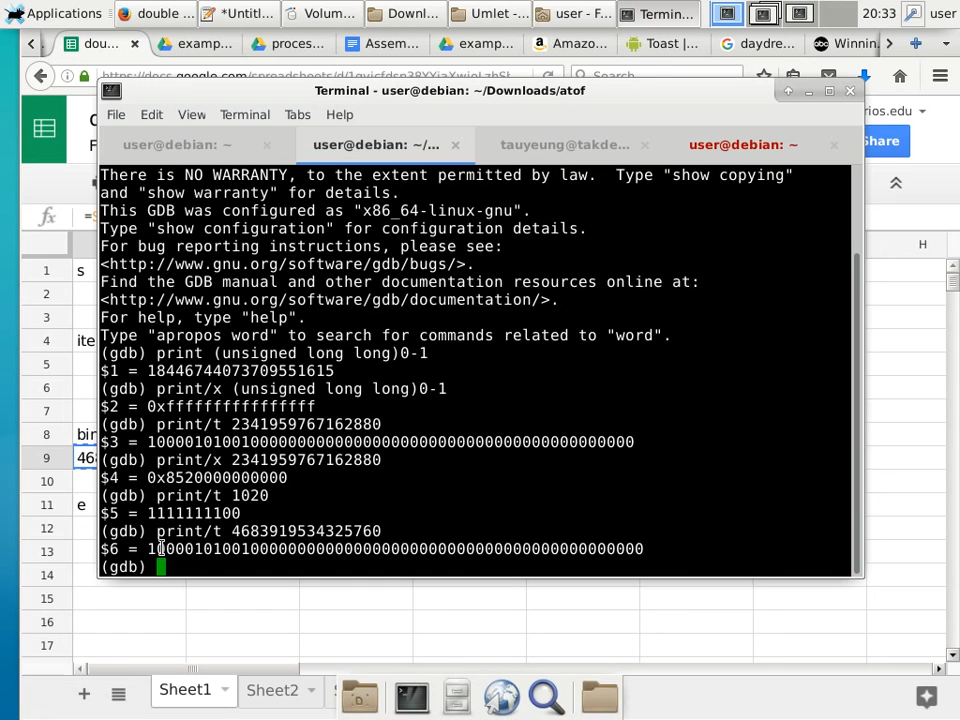 Applications
double ...
*Untitl...
Volum...
Downl...
Umlet -...
user - F...
Termin...
20:33
user
dou...
examp...
proces...
Assem...
examp...
Amazo...
Toast |...
daydre...
Winnin...
Search
Terminal - user@debian: ~/Downloads/atof
rios.edu
Share
File Edit View Terminal Tabs Help
user@debian: ~
user@debian: ~/...
tauyeung@takde...
user@debian: ~
There is NO WARRANTY, to the extent permitted by law.  Type "show copying"
and "show warranty" for details.
This GDB was configured as "x86_64-linux-gnu".
Type "show configuration" for configuration details.
For bug reporting instructions, please see:
<http://www.gnu.org/software/gdb/bugs/>.
Find the GDB manual and other documentation resources online at:
<http://www.gnu.org/software/gdb/documentation/>.
For help, type "help".
Type "apropos word" to search for commands related to "word".
(gdb) print (unsigned long long)0-1
$1 = 18446744073709551615
(gdb) print/x (unsigned long long)0-1
$2 = 0xffffffffffffffff
(gdb) print/t 2341959767162880
$3 = 1000010100100000000000000000000000000000000000000000
(gdb) print/x 2341959767162880
$4 = 0x8520000000000
(gdb) print/t 1020
$5 = 1111111100
(gdb) print/t 4683919534325760
$6 = 10000101001000000000000000000000000000000000000000000
(gdb)
fx
H
1 s
2
3
4 ite
5
6
7
8 bin
9 468
10
11 e
12
13
14
15
16
17
Sheet1
Sheet2